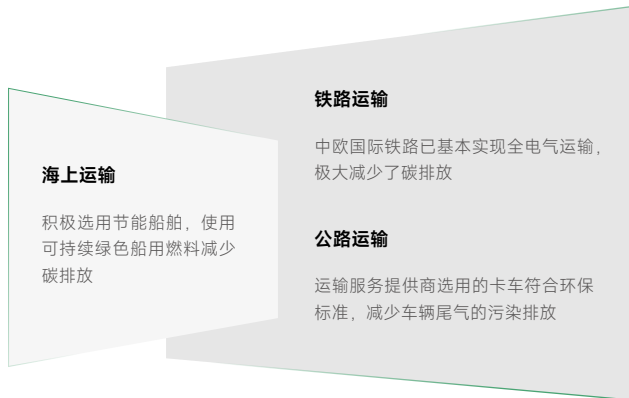 海上运输
积极选用节能船舶，使用
可持续绿色船用燃料减少
碳排放
铁路运输
中欧国际铁路已基本实现全电气运输，
极大减少了碳排放
公路运输
运输服务提供商选用的卡车符合环保
标准，减少车辆尾气的污染排放